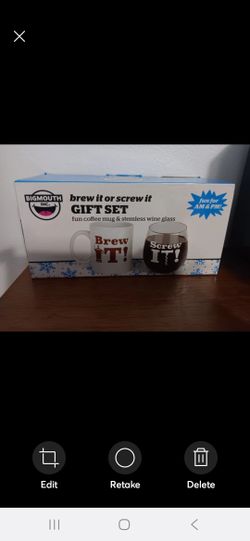 BIGMOUTH
INC.
brew it or screw it
GIFT SET
fun coffee mug & stemless wine glass
fun for
AM & PM!
Brew
IT!
Screw
IT!
Edit
Retake
Delete